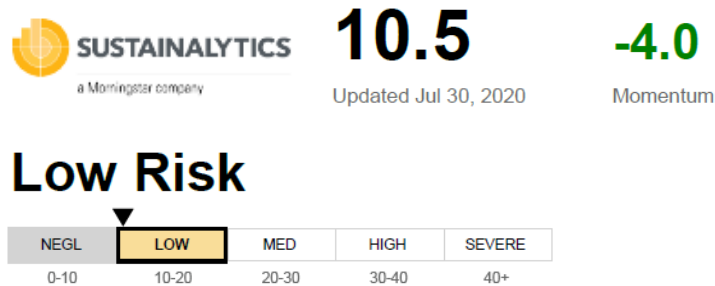 SUSTAINALYTICS
a Morningstar company
10.5
Updated Jul 30, 2020
-4.0
Momentum
Low Risk
NEGL LOW MED HIGH SEVERE
0-10 10-20 20-30 30-40 40+